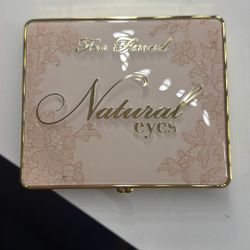 Too Faced
Natural
eyes